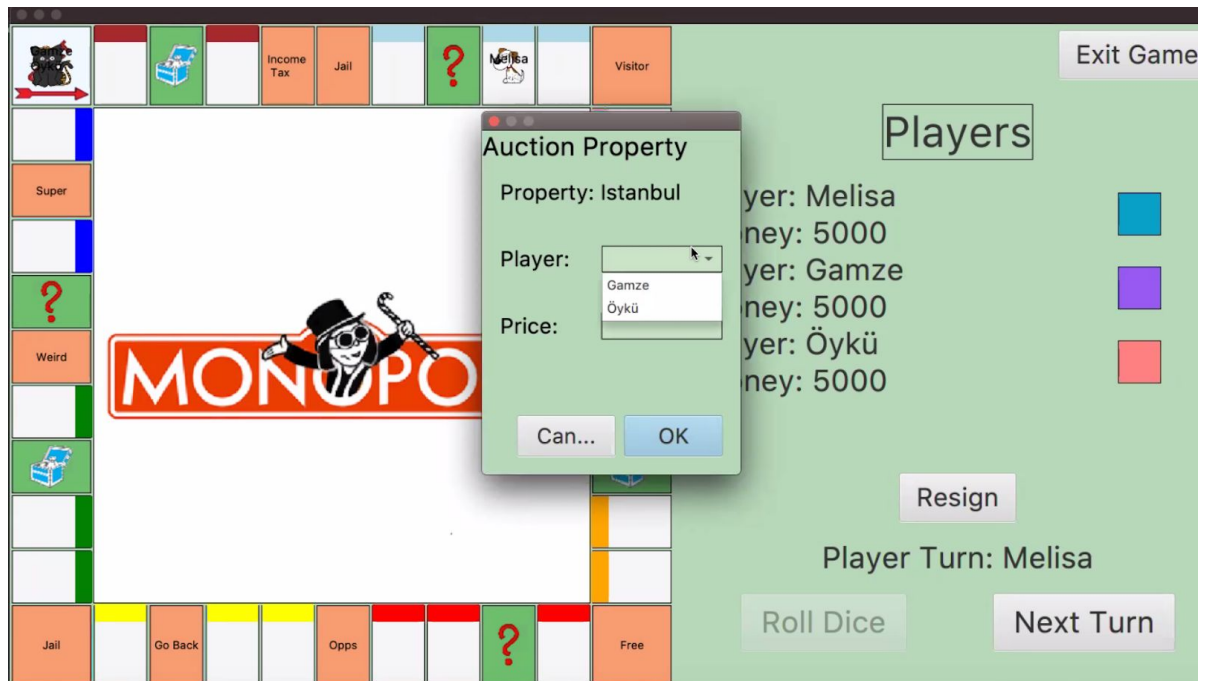 Gamze
Öykü
Income
Tax
Jail
?
Melisa
Visitor
Exit Game
Auction Property
Players
Property: Istanbul
yer: Melisa
ney: 5000
Super
Player:
yer: Gamze
Gamze
ney: 5000
Öykü
?
Price:
yer: Öykü
ney: 5000
Weird
MONOPO
Can...
OK
Resign
Player Turn: Melisa
Roll Dice
Next Turn
Jail
Go Back
Opps
?
Free